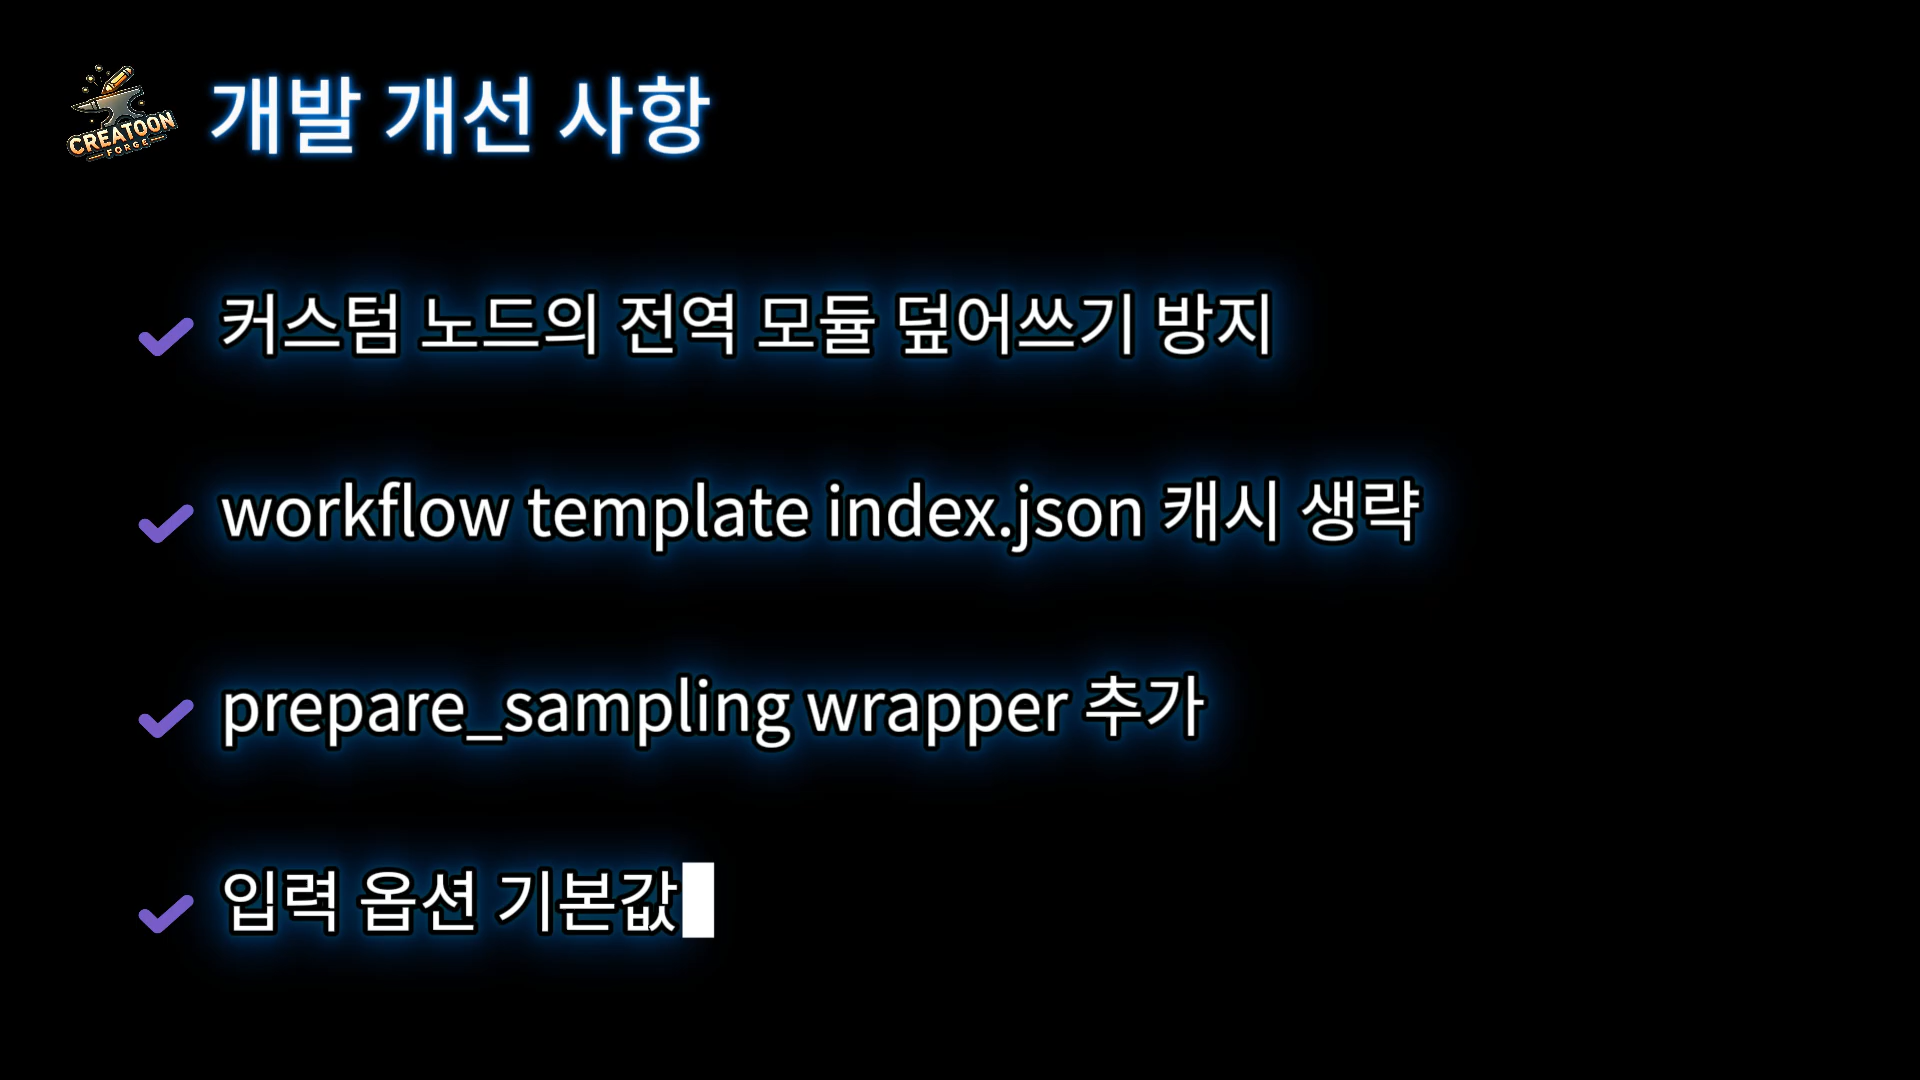 CREATOON
FORGE
개발 개선 사항
커스텀 노드의 전역 모듈 덮어쓰기 방지
workflow template index.json 캐시 생략
prepare_sampling wrapper 추가
입력 옵션 기본값